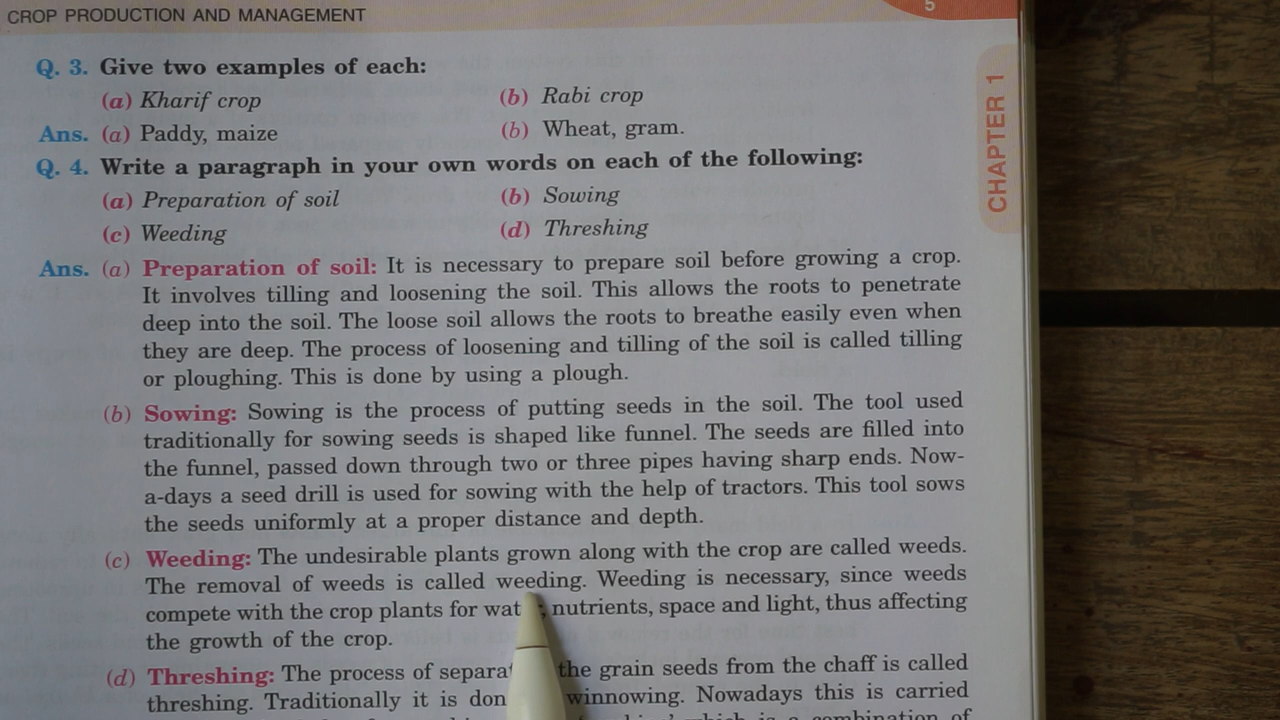 CROP PRODUCTION AND MANAGEMENT
5
CHAPTER 1
Q. 3. Give two examples of each:
(a) Kharif crop (b) Rabi crop
Ans. (a) Paddy, maize (b) Wheat, gram.
Q. 4. Write a paragraph in your own words on each of the following:
(a) Preparation of soil (b) Sowing
(c) Weeding (d) Threshing
Ans. (a) Preparation of soil: It is necessary to prepare soil before growing a crop.
It involves tilling and loosening the soil. This allows the roots to penetrate
deep into the soil. The loose soil allows the roots to breathe easily even when
they are deep. The process of loosening and tilling of the soil is called tilling
or ploughing. This is done by using a plough.
(b) Sowing: Sowing is the process of putting seeds in the soil. The tool used
traditionally for sowing seeds is shaped like funnel. The seeds are filled into
the funnel, passed down through two or three pipes having sharp ends. Now-
a-days a seed drill is used for sowing with the help of tractors. This tool sows
the seeds uniformly at a proper distance and depth.
(c) Weeding: The undesirable plants grown along with the crop are called weeds.
The removal of weeds is called weeding. Weeding is necessary, since weeds
compete with the crop plants for water, nutrients, space and light, thus affecting
the growth of the crop.
(d) Threshing: The process of the grain seeds from the chaff is called
threshing. Traditionally it is winnowing. Nowadays this is carried
which is a combination of